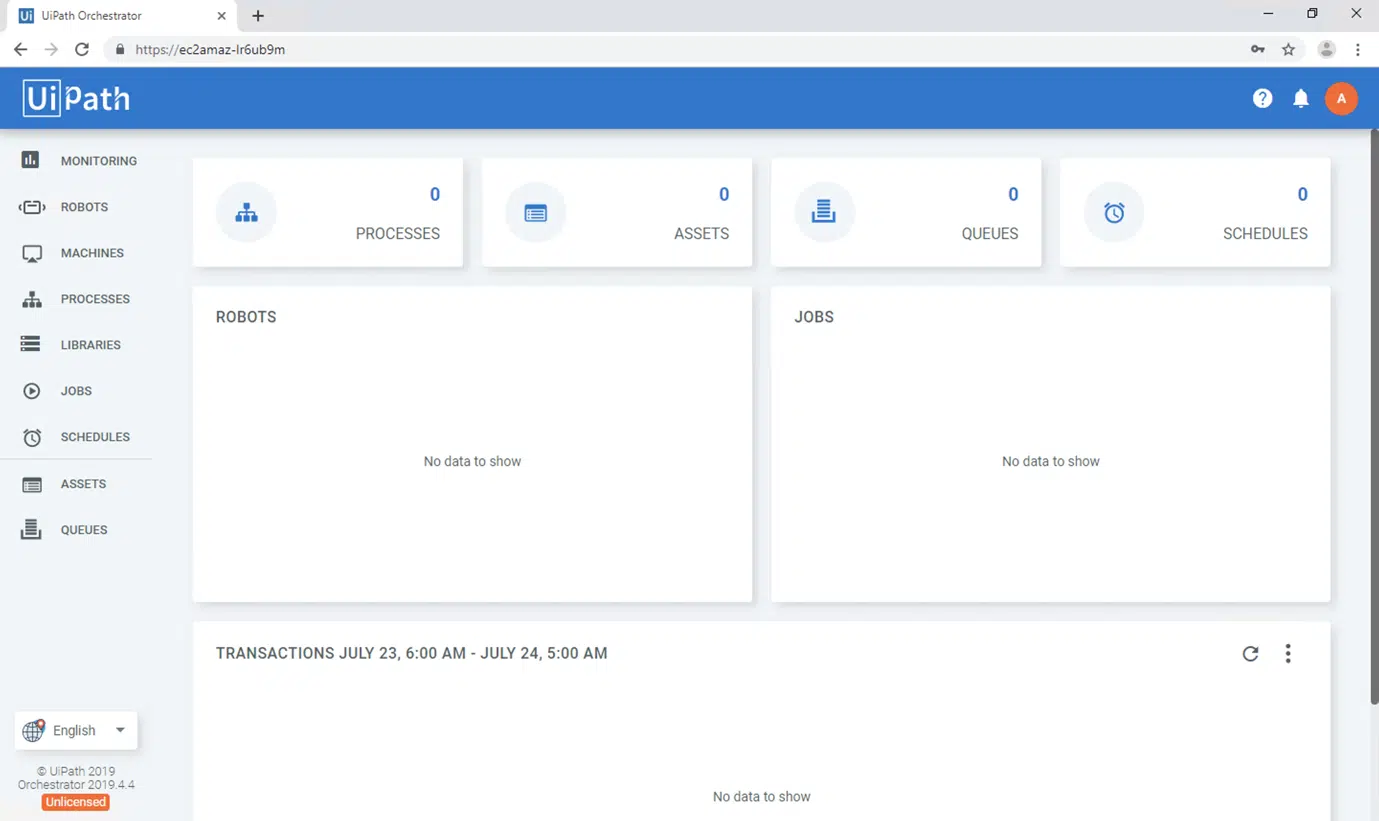 Ui UiPath Orchestrator
https://ec2amaz-lr6ub9m
UiPath
? A
MONITORING
ROBOTS
MACHINES
PROCESSES
LIBRARIES
JOBS
SCHEDULES
ASSETS
QUEUES
English
© UiPath 2019
Orchestrator 2019.4.4
Unlicensed
0
PROCESSES
0
ASSETS
0
QUEUES
0
SCHEDULES
ROBOTS
No data to show
JOBS
No data to show
TRANSACTIONS JULY 23, 6:00 AM - JULY 24, 5:00 AM
No data to show